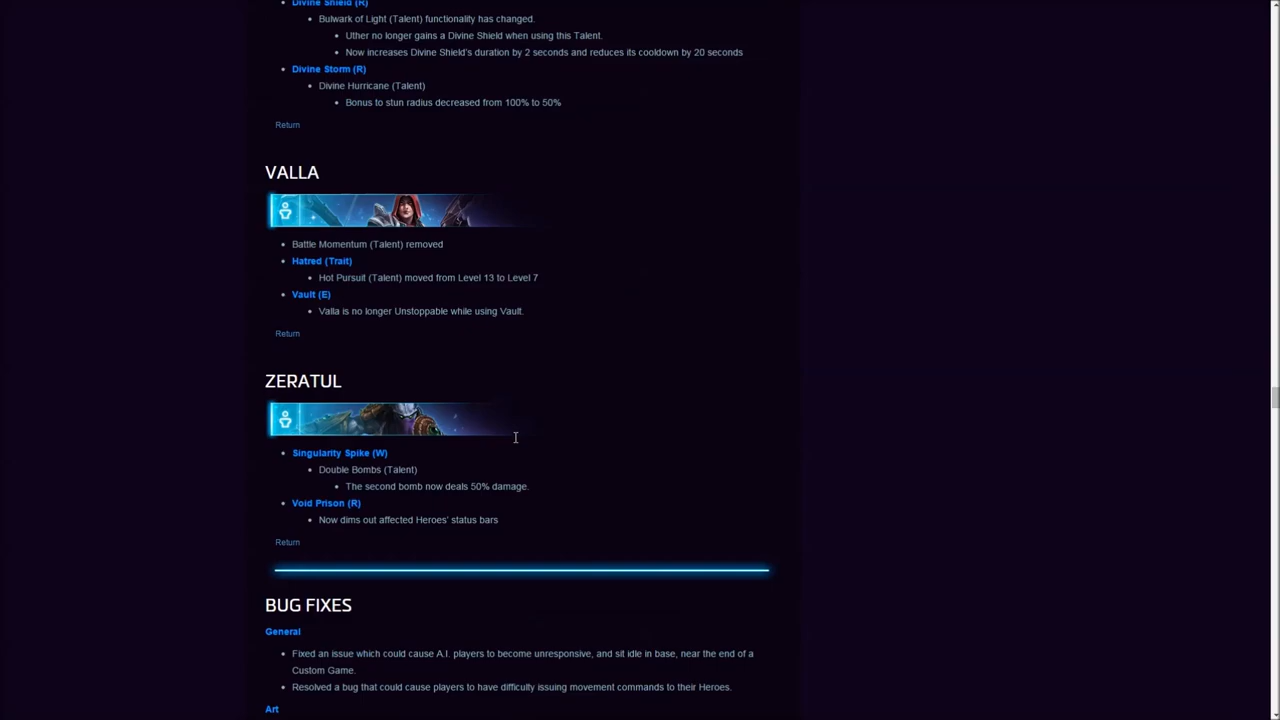 Divine Shield (R)
Bulwark of Light (Talent) functionality has changed.
Uther no longer gains a Divine Shield when using this Talent.
Now increases Divine Shield's duration by 2 seconds and reduces its cooldown by 20 seconds
Divine Storm (R)
Divine Hurricane (Talent)
Bonus to stun radius decreased from 100% to 50%
Return
VALLA
Battle Momentum (Talent) removed
Hatred (Trait)
Hot Pursuit (Talent) moved from Level 13 to Level 7
Vault (E)
Valla is no longer Unstoppable while using Vault.
Return
ZERATUL
Singularity Spike (W)
Double Bombs (Talent)
The second bomb now deals 50% damage.
Void Prison (R)
Now dims out affected Heroes' status bars
Return
BUG FIXES
General
Fixed an issue which could cause A.I. players to become unresponsive, and sit idle in base, near the end of a
Custom Game.
Resolved a bug that could cause players to have difficulty issuing movement commands to their Heroes.
Art